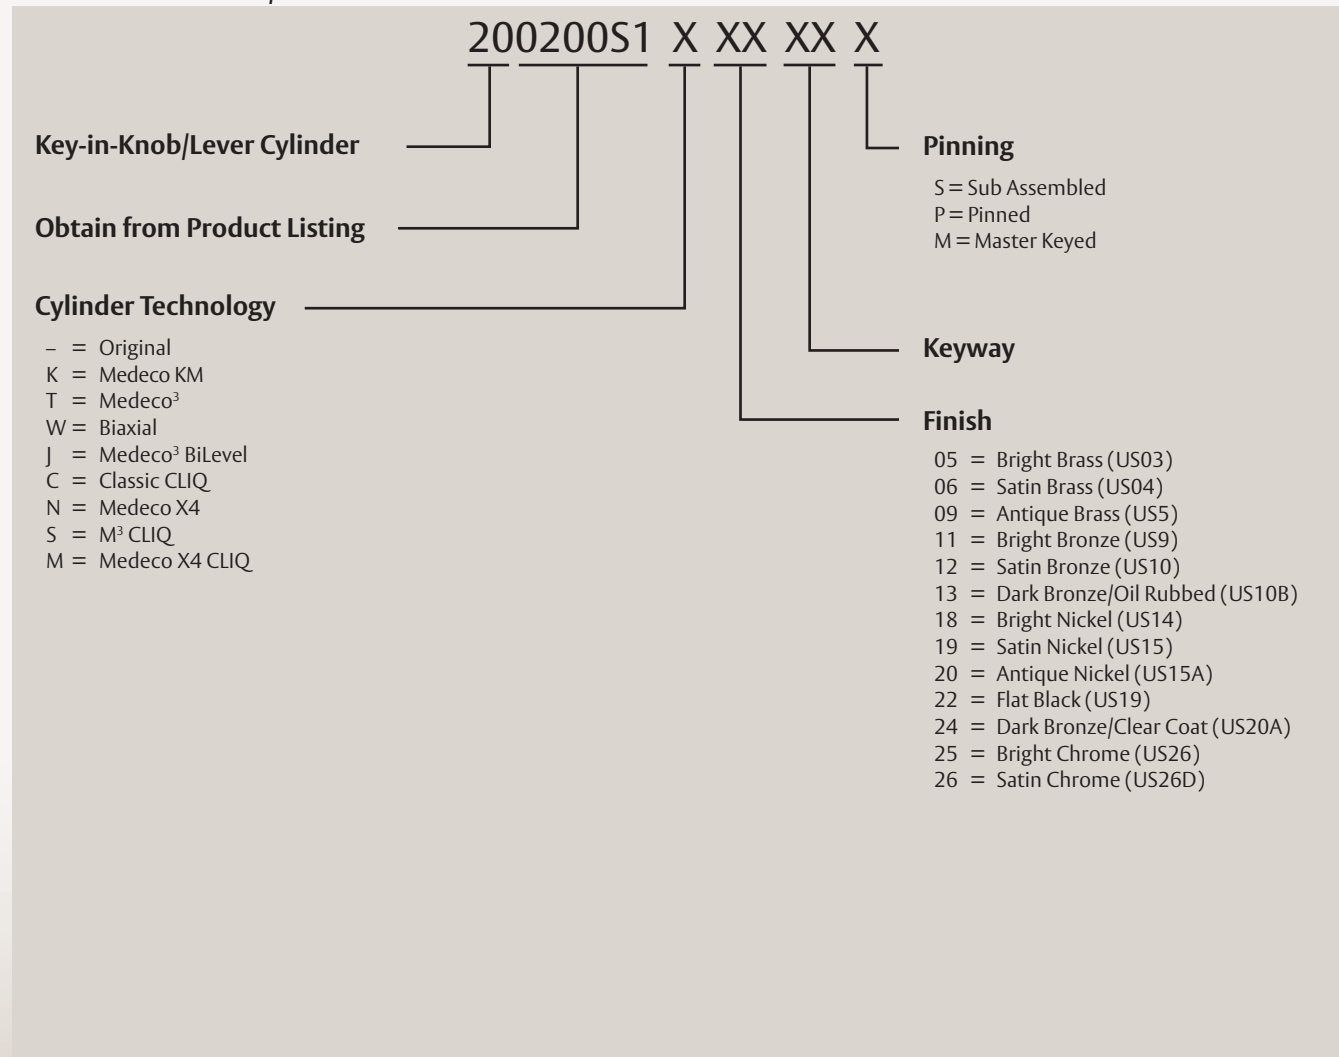 200200S1 X XX XX X
Key-in-Knob/Lever Cylinder
Obtain from Product Listing
Cylinder Technology
– = Original
K = Medeco KM
T = Medeco³
W = Biaxial
J = Medeco³ BiLevel
C = Classic CLIQ
N = Medeco X4
S = M³ CLIQ
M = Medeco X4 CLIQ
Pinning
S = Sub Assembled
P = Pinned
M = Master Keyed
Keyway
Finish
05 = Bright Brass (US03)
06 = Satin Brass (US04)
09 = Antique Brass (US5)
11 = Bright Bronze (US9)
12 = Satin Bronze (US10)
13 = Dark Bronze/Oil Rubbed (US10B)
18 = Bright Nickel (US14)
19 = Satin Nickel (US15)
20 = Antique Nickel (US15A)
22 = Flat Black (US19)
24 = Dark Bronze/Clear Coat (US20A)
25 = Bright Chrome (US26)
26 = Satin Chrome (US26D)